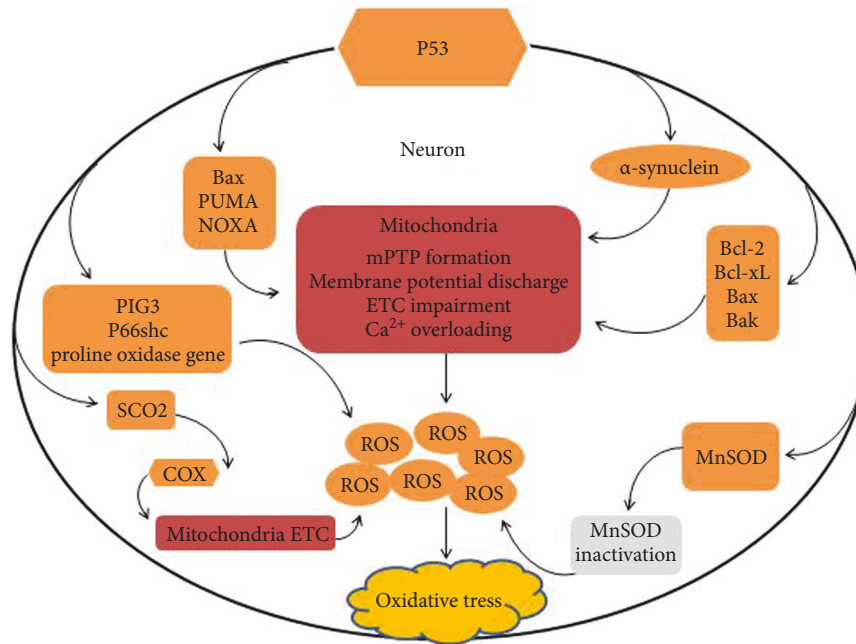 P53
Neuron
Bax
PUMA
NOXA
α-synuclein
Mitochondria
mPTP formation
Membrane potential discharge
ETC impairment
Ca²⁺ overloading
Bcl-2
Bcl-xL
Bax
Bak
PIG3
P66shc
proline oxidase gene
SCO2
COX
Mitochondria ETC
ROS
ROS
ROS
ROS
ROS
ROS
MnSOD
MnSOD
inactivation
Oxidative tress